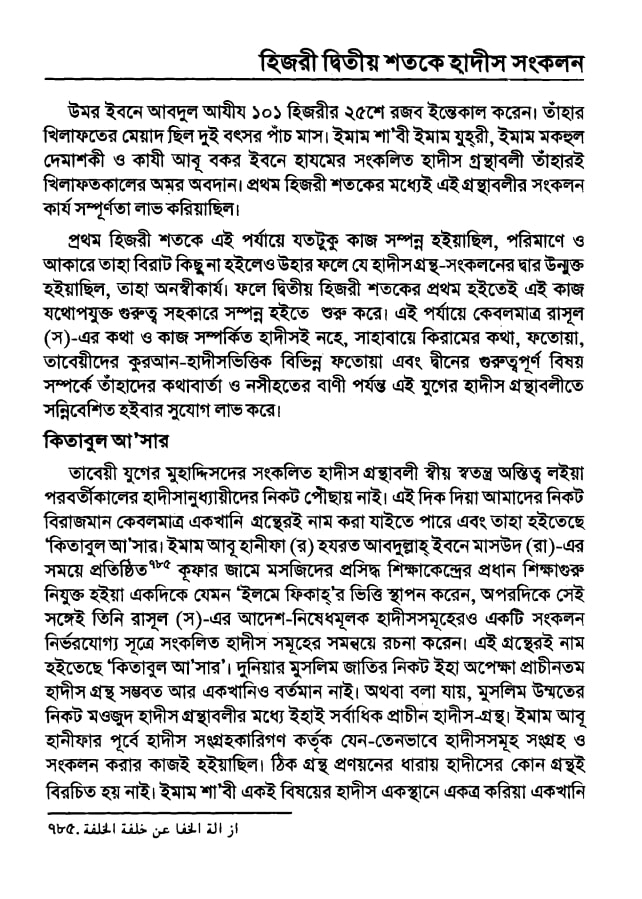 হিজরী দ্বিতীয় শতকে হাদীস সংকলন
উমর ইবনে আবদুল আযীয ১০১ হিজরীর ২৫শে রজব ইন্তেকাল করেন। তাঁহার
খিলাফতের মেয়াদ ছিল দুই বৎসর পাঁচ মাস। ইমাম শা'বী ইমাম যুহ্‌রী, ইমাম মকহুল
দেমাশকী ও কাযী আবূ বকর ইবনে হাযমের সংকলিত হাদীস গ্রন্থাবলী তাঁহারই
খিলাফতকালের অমর অবদান। প্রথম হিজরী শতকের মধ্যেই এই গ্রন্থাবলীর সংকলন
কার্য সম্পূর্ণতা লাভ করিয়াছিল।
প্রথম হিজরী শতকে এই পর্যায়ে যতটুকু কাজ সম্পন্ন হইয়াছিল, পরিমাণে ও
আকারে তাহা বিরাট কিছু না হইলেও উহার ফলে যে হাদীস গ্রন্থ-সংকলনের দ্বার উন্মুক্ত
হইয়াছিল, তাহা অনস্বীকার্য। ফলে দ্বিতীয় হিজরী শতকের প্রথম হইতেই এই কাজ
যথোপযুক্ত গুরুত্ব সহকারে সম্পন্ন হইতে শুরু করে। এই পর্যায়ে কেবলমাত্র রাসূল
(স)-এর কথা ও কাজ সম্পর্কিত হাদীসই নহে, সাহাবায়ে কিরামের কথা, ফতোয়া,
তাবেয়ীদের কুরআন-হাদীসভিত্তিক বিভিন্ন ফতোয়া এবং দ্বীনের গুরুত্বপূর্ণ বিষয়
সম্পর্কে তাঁহাদের কথাবার্তা ও নসীহতের বাণী পর্যন্ত এই যুগের হাদীস গ্রন্থাবলীতে
সন্নিবেশিত হইবার সুযোগ লাভ করে।
কিতাবুল আ'সার
তাবেয়ী যুগের মুহাদ্দিসদের সংকলিত হাদীস গ্রন্থাবলী স্বীয় স্বতন্ত্র অস্তিত্ব লইয়া
পরবর্তীকালের হাদীসানুধ্যায়ীদের নিকট পৌঁছায় নাই। এই দিক দিয়া আমাদের নিকট
বিরাজমান কেবলমাত্র একখানি গ্রন্থেরই নাম করা যাইতে পারে এবং তাহা হইতেছে
'কিতাবুল আ'সার। ইমাম আবূ হানীফা (র) হযরত আবদুল্লাহ্ ইবনে মাসউদ (রা)-এর
সময়ে প্রতিষ্ঠিত৭৮৫ কূফার জামে মসজিদের প্রসিদ্ধ শিক্ষাকেন্দ্রের প্রধান শিক্ষাগুরু
নিযুক্ত হইয়া একদিকে যেমন 'ইলমে ফিকাহ্'র ভিত্তি স্থাপন করেন, অপরদিকে সেই
সঙ্গেই তিনি রাসূল (স)-এর আদেশ-নিষেধমূলক হাদীসসমূহেরও একটি সংকলন
নির্ভরযোগ্য সূত্রে সংকলিত হাদীস সমূহের সমন্বয়ে রচনা করেন। এই গ্রন্থেরই নাম
হইতেছে 'কিতাবুল আ'সার'। দুনিয়ার মুসলিম জাতির নিকট ইহা অপেক্ষা প্রাচীনতম
হাদীস গ্রন্থ সম্ভবত আর একখানিও বর্তমান নাই। অথবা বলা যায়, মুসলিম উম্মতের
নিকট মওজুদ হাদীস গ্রন্থাবলীর মধ্যে ইহাই সর্বাধিক প্রাচীন হাদীস-গ্রন্থ। ইমাম আবূ
হানীফার পূর্বে হাদীস সংগ্রহকারিগণ কর্তৃক যেন-তেনভাবে হাদীসসমূহ সংগ্রহ ও
সংকলন করার কাজই হইয়াছিল। ঠিক গ্রন্থ প্রণয়নের ধারায় হাদীসের কোন গ্রন্থই
বিরচিত হয় নাই। ইমাম শা'বী একই বিষয়ের হাদীস একস্থানে একত্র করিয়া একখানি
৭৮৫. از الة الخفا عن خلفة الخلفة